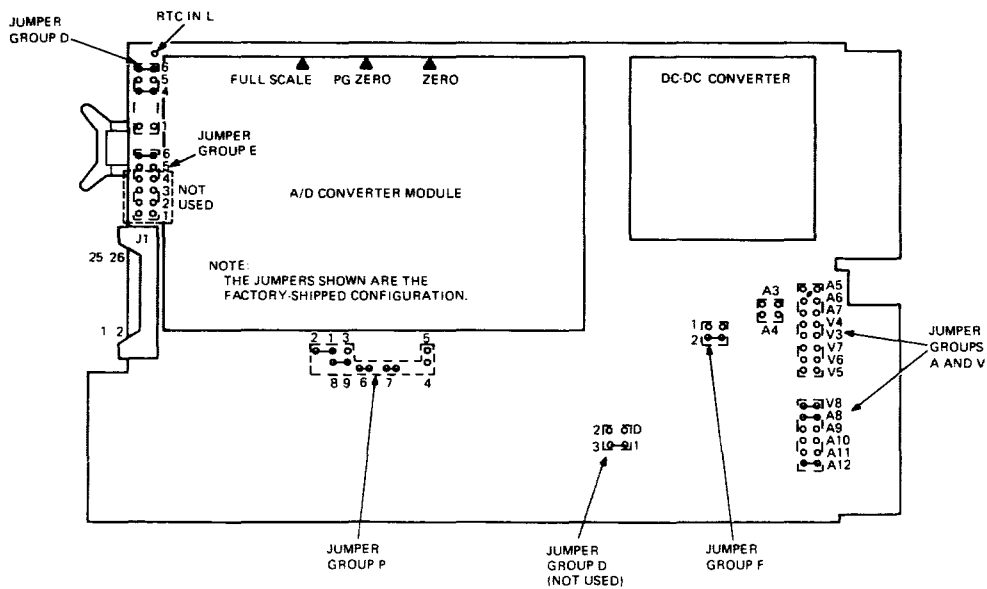 JUMPER
GROUP D
RTC IN L
6
5
4
1
FULL SCALE
PG ZERO
ZERO
DC-DC CONVERTER
JUMPER
GROUP E
6
5
4
3
2
1
NOT
USED
A/D CONVERTER MODULE
J1
25 26
1 2
NOTE:
THE JUMPERS SHOWN ARE THE
FACTORY-SHIPPED CONFIGURATION.
A3
A4
A5
A6
A7
V4
V3
V7
V6
V5
JUMPER
GROUPS
A AND V
V8
A8
A9
A10
A11
A12
1
2
2 1 3
5
8 9 6 7 4
2 D
3 1
JUMPER
GROUP P
JUMPER
GROUP D
(NOT USED)
JUMPER
GROUP F